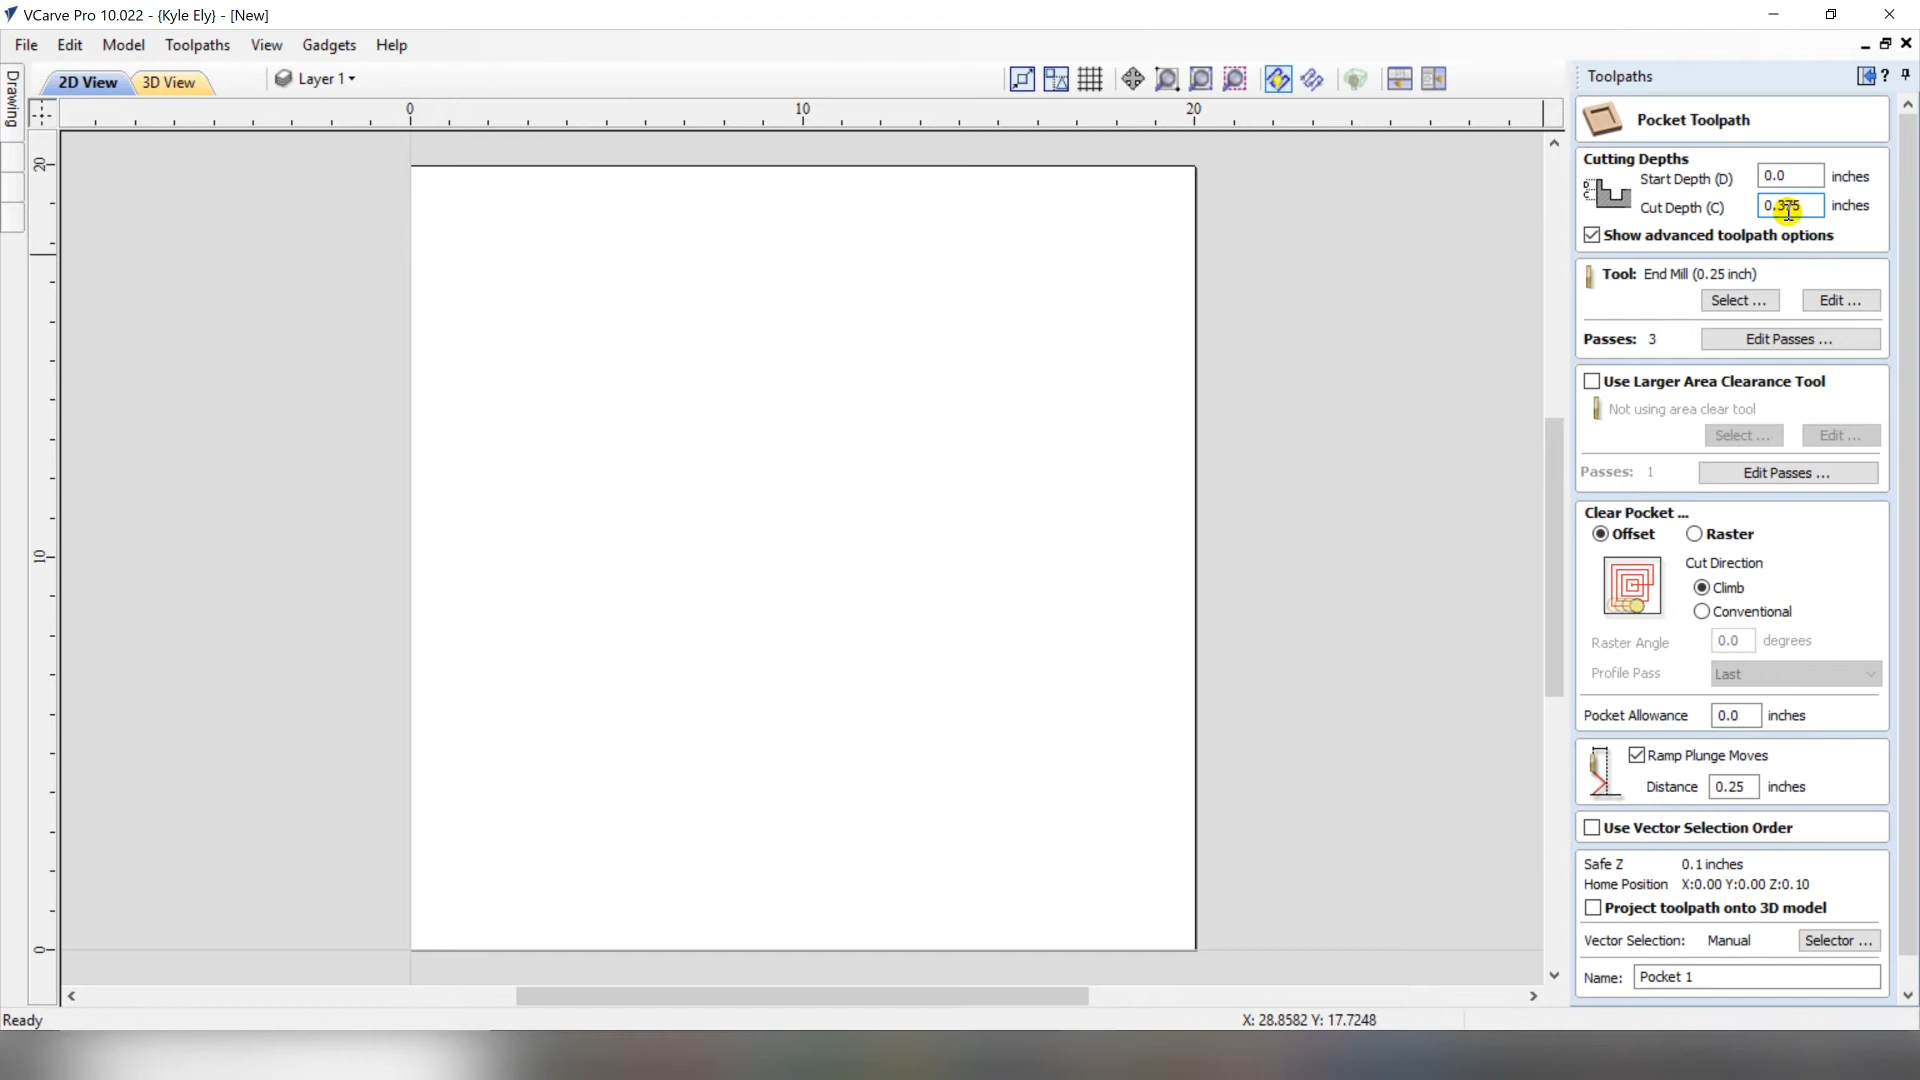 VCarve Pro 10.022 - {Kyle Ely} - [New]
File Edit Model Toolpaths View Gadgets Help
Drawing
2D View 3D View Layer 1
0 10 20
20
10
0
Toolpaths ?
Pocket Toolpath
Cutting Depths
D Start Depth (D) 0.0 inches
C Cut Depth (C) 0.375 inches
Show advanced toolpath options
Tool: End Mill (0.25 inch)
Select ... Edit ...
Passes: 3 Edit Passes ...
Use Larger Area Clearance Tool
Not using area clear tool
Select ... Edit ...
Passes: 1 Edit Passes ...
Clear Pocket ...
Offset Raster
Cut Direction
Climb
Conventional
Raster Angle 0.0 degrees
Profile Pass Last
Pocket Allowance 0.0 inches
Ramp Plunge Moves
Distance 0.25 inches
Use Vector Selection Order
Safe Z 0.1 inches
Home Position X:0.00 Y:0.00 Z:0.10
Project toolpath onto 3D model
Vector Selection: Manual Selector ...
Name: Pocket 1
Ready X: 28.8582 Y: 17.7248